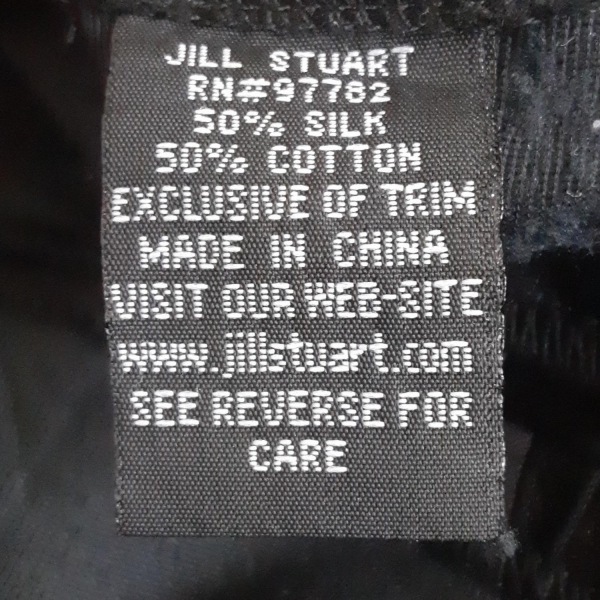 JILL STUART
RN#97782
50% SILK
50% COTTON
EXCLUSIVE OF TRIM
MADE IN CHINA
VISIT OUR WEB-SITE
www.jillstuart.com
SEE REVERSE FOR
CARE